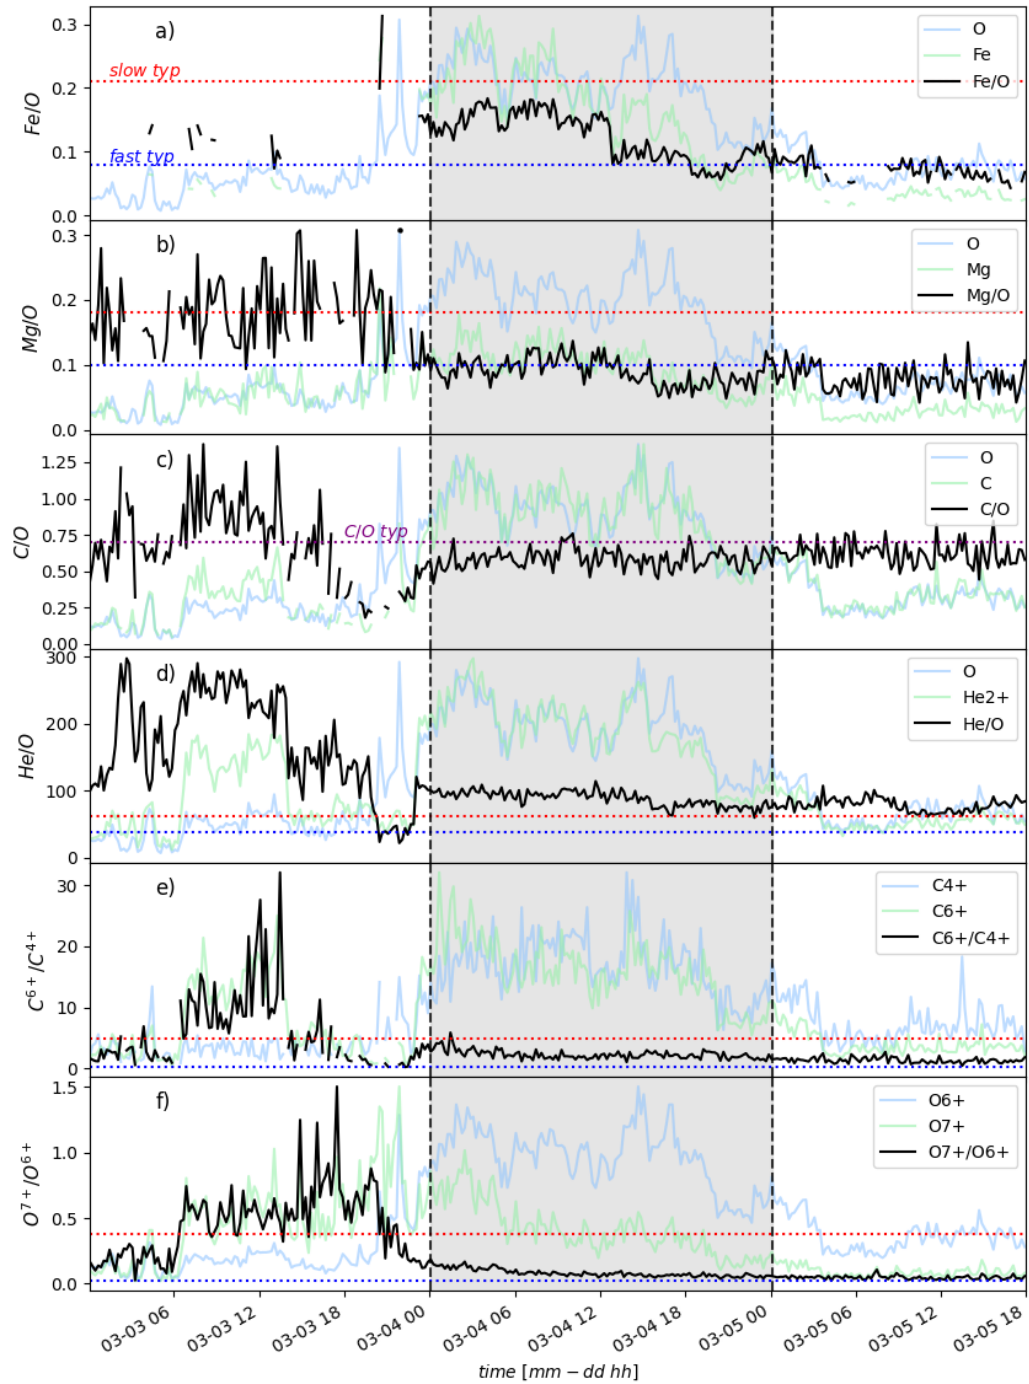 a)
slow typ
fast typ
O
Fe
Fe/O
Fe/O
0.3
0.2
0.1
0.0
b)
O
Mg
Mg/O
Mg/O
0.3
0.2
0.1
0.0
c)
C/O typ
O
C
C/O
C/O
1.25
1.00
0.75
0.50
0.25
0.00
d)
O
He2+
He/O
He/O
300
200
100
0
e)
C4+
C6+
C6+/C4+
C⁶⁺/C⁴⁺
30
20
10
0
f)
O6+
O7+
O7+/O6+
O⁷⁺/O⁶⁺
1.5
1.0
0.5
0.0
03-03 06
03-03 12
03-03 18
03-04 00
03-04 06
03-04 12
03-04 18
03-05 00
03-05 06
03-05 12
03-05 18
time [mm − dd hh]